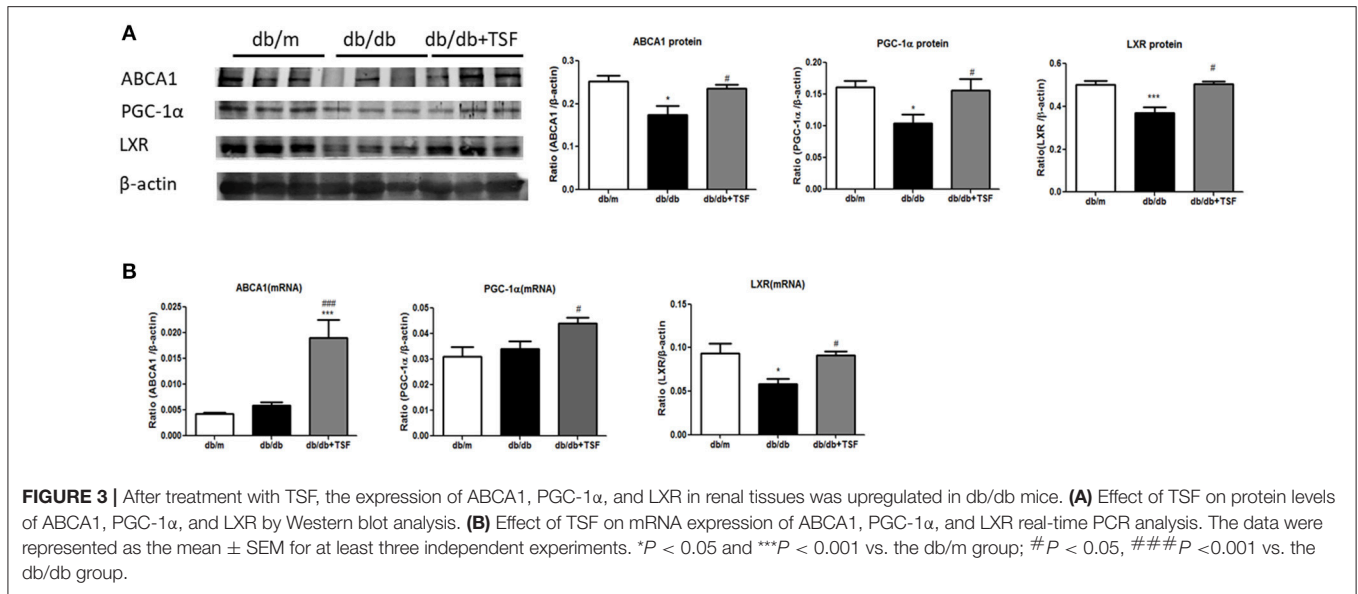 A
db/m db/db db/db+TSF
ABCA1
PGC-1α
LXR
β-actin
ABCA1 protein
Ratio (ABCA1 /β-actin)
0.3
0.2
0.1
0.0
*
#
db/m db/db db/db+TSF
PGC-1α protein
Ratio (PGC-1α /β-actin)
0.20
0.15
0.10
0.05
0.00
*
#
db/m db/db db/db+TSF
LXR protein
Ratio(LXR /β-actin)
0.6
0.4
0.2
0.0
***
#
db/m db/db db/db+TSF
B
ABCA1(mRNA)
Ratio (ABCA1 /β-actin)
0.025
0.020
0.015
0.010
0.005
0.000
###
***
db/m db/db db/db+TSF
PGC-1α(mRNA)
Ratio (PGC-1α /β-actin)
0.05
0.04
0.03
0.02
0.01
0.00
#
db/m db/db db/db+TSF
LXR(mRNA)
Ratio (LXR/β-actin
0.15
0.10
0.05
0.00
*
#
db/m db/db db/db+TSF
FIGURE 3 | After treatment with TSF, the expression of ABCA1, PGC-1α, and LXR in renal tissues was upregulated in db/db mice. (A) Effect of TSF on protein levels
of ABCA1, PGC-1α, and LXR by Western blot analysis. (B) Effect of TSF on mRNA expression of ABCA1, PGC-1α, and LXR real-time PCR analysis. The data were
represented as the mean ± SEM for at least three independent experiments. *P < 0.05 and ***P < 0.001 vs. the db/m group; #P < 0.05, ###P <0.001 vs. the
db/db group.